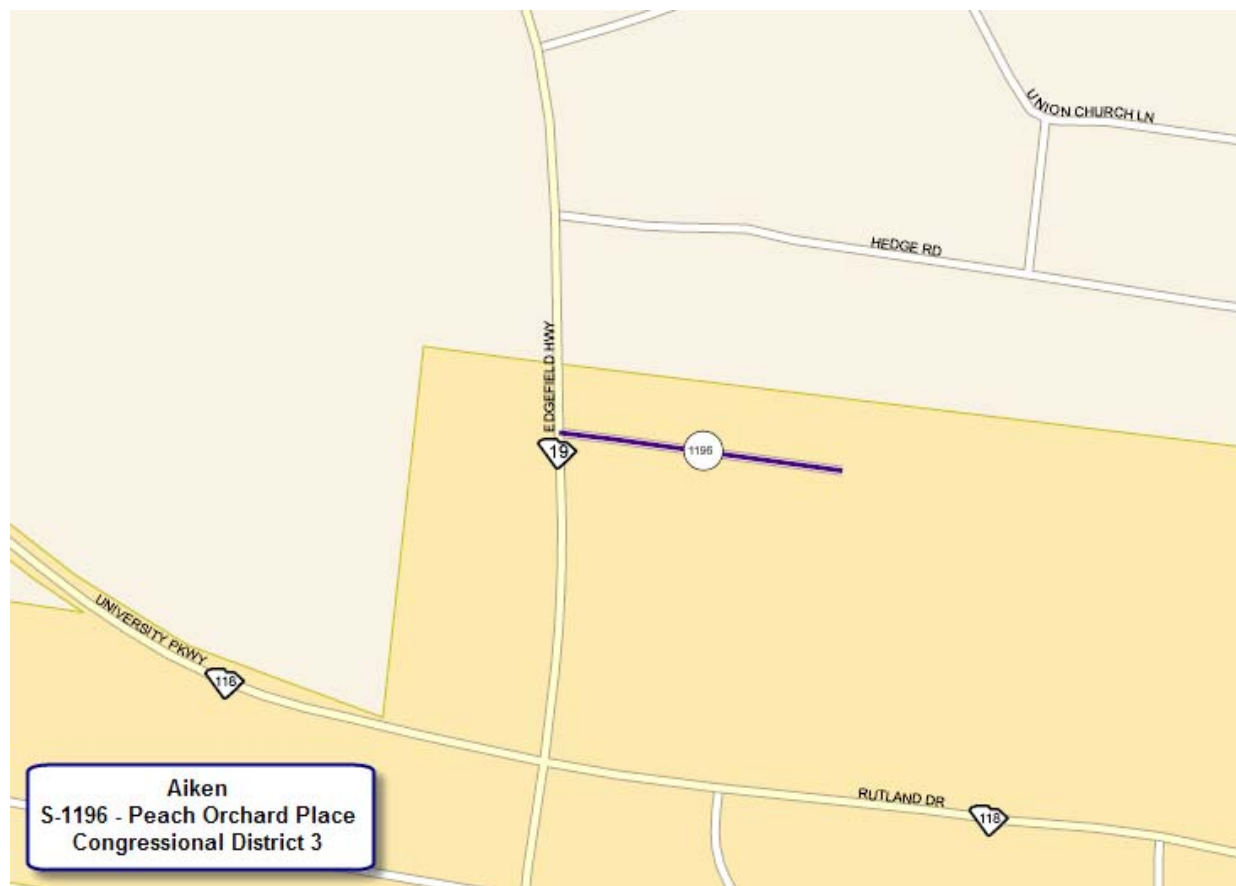 UNION CHURCH LN
HEDGE RD
EDGEFIELD HWY
19
1196
UNIVERSITY PKWY
118
RUTLAND DR
118
Aiken
S-1196 - Peach Orchard Place
Congressional District 3